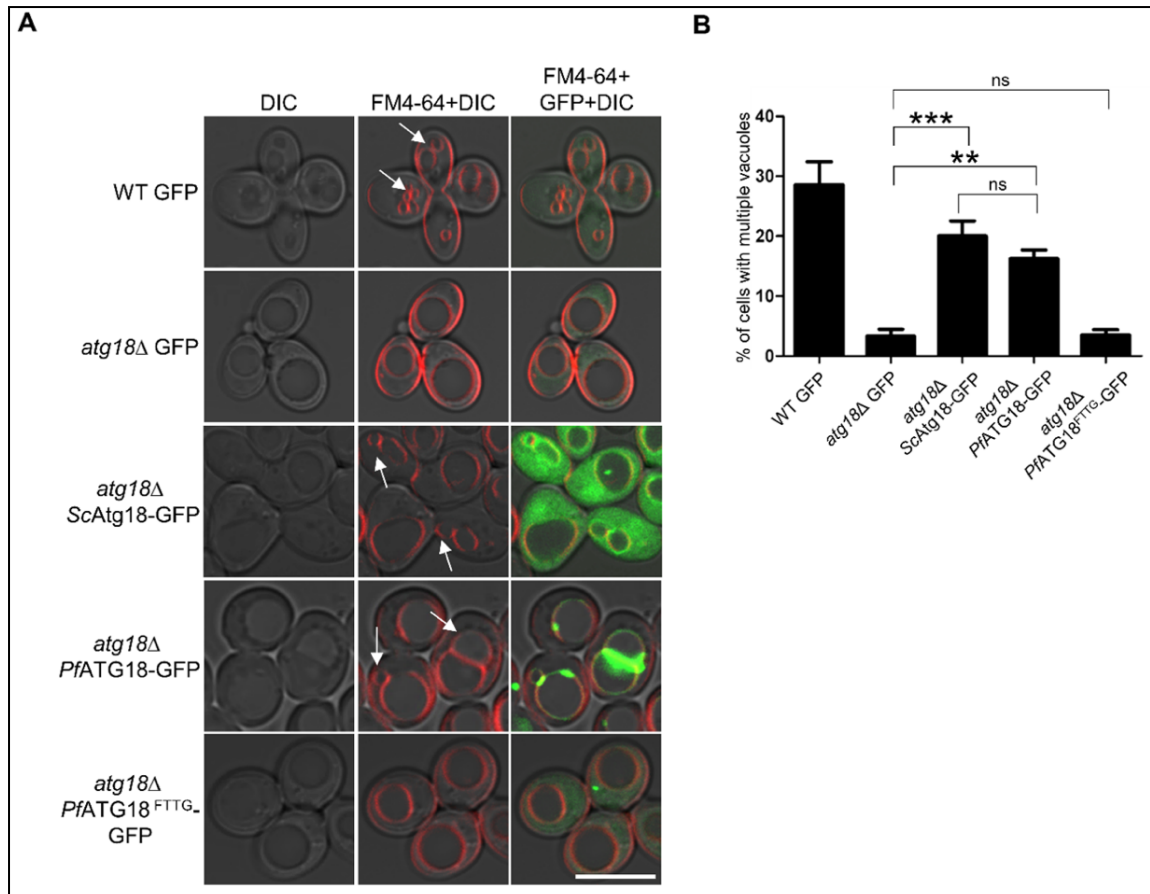 A
DIC
FM4-64+DIC
FM4-64+
GFP+DIC
WT GFP
atg18Δ GFP
atg18Δ
ScAtg18-GFP
atg18Δ
PfATG18-GFP
atg18Δ
PfATG18 FTTG-
GFP
B
ns
***
**
ns
% of cells with multiple vacuoles
40
30
20
10
0
WT GFP
atg18Δ GFP
atg18Δ
ScAtg18-GFP
atg18Δ
PfATG18-GFP
atg18Δ
PfATG18FTTG-GFP